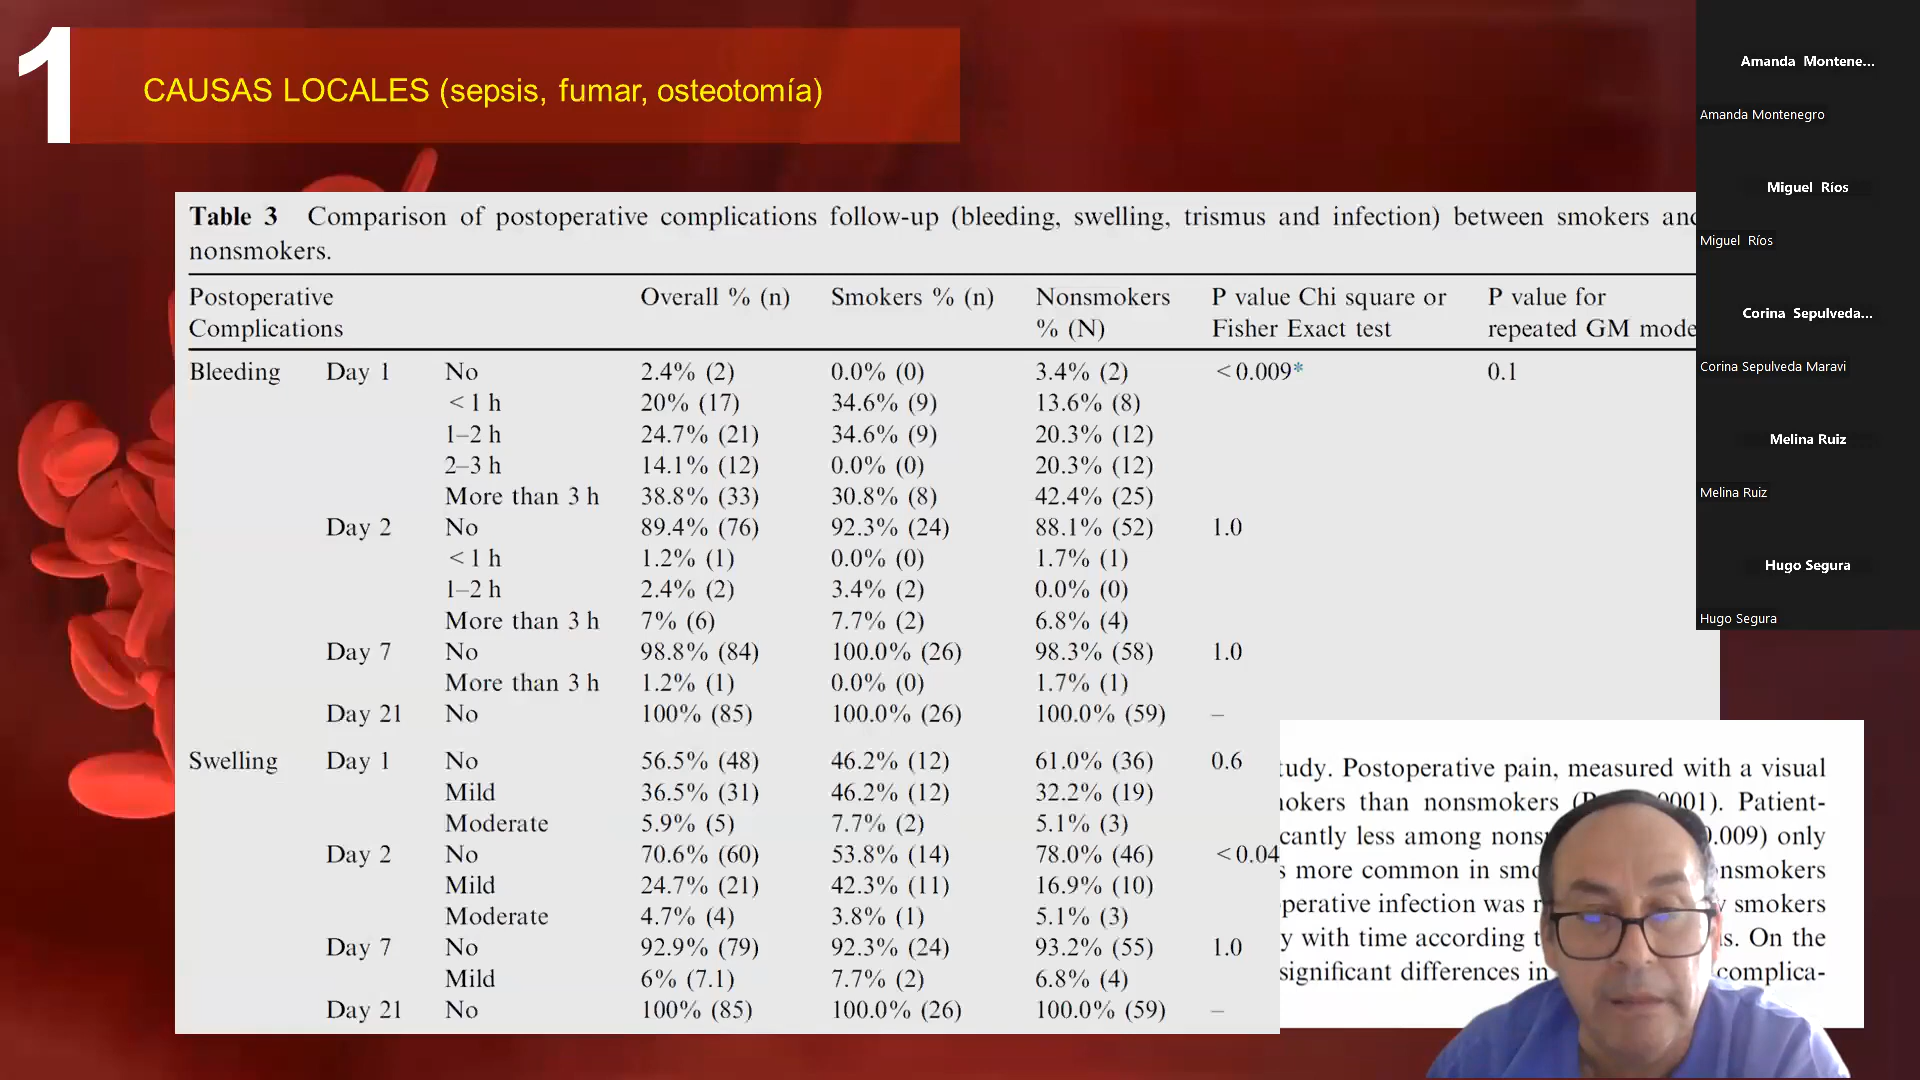 1
CAUSAS LOCALES (sepsis, fumar, osteotomía)
Table 3 Comparison of postoperative complications follow-up (bleeding, swelling, trismus and infection) between smokers and
nonsmokers.
Postoperative Overall % (n) Smokers % (n) Nonsmokers P value Chi square or P value for
Complications % (N) Fisher Exact test repeated GM mode
Bleeding Day 1 No 2.4% (2) 0.0% (0) 3.4% (2) <0.009* 0.1
<1 h 20% (17) 34.6% (9) 13.6% (8)
1–2 h 24.7% (21) 34.6% (9) 20.3% (12)
2–3 h 14.1% (12) 0.0% (0) 20.3% (12)
More than 3 h 38.8% (33) 30.8% (8) 42.4% (25)
Day 2 No 89.4% (76) 92.3% (24) 88.1% (52) 1.0
<1 h 1.2% (1) 0.0% (0) 1.7% (1)
1–2 h 2.4% (2) 3.4% (2) 0.0% (0)
More than 3 h 7% (6) 7.7% (2) 6.8% (4)
Day 7 No 98.8% (84) 100.0% (26) 98.3% (58) 1.0
More than 3 h 1.2% (1) 0.0% (0) 1.7% (1)
Day 21 No 100% (85) 100.0% (26) 100.0% (59) –
Swelling Day 1 No 56.5% (48) 46.2% (12) 61.0% (36) 0.6
Mild 36.5% (31) 46.2% (12) 32.2% (19)
Moderate 5.9% (5) 7.7% (2) 5.1% (3)
Day 2 No 70.6% (60) 53.8% (14) 78.0% (46) <0.04
Mild 24.7% (21) 42.3% (11) 16.9% (10)
Moderate 4.7% (4) 3.8% (1) 5.1% (3)
Day 7 No 92.9% (79) 92.3% (24) 93.2% (55) 1.0
Mild 6% (7.1) 7.7% (2) 6.8% (4)
Day 21 No 100% (85) 100.0% (26) 100.0% (59) –
tudy. Postoperative pain, measured with a visual
okers than nonsmokers (P 0001). Patient-
cantly less among nons 0.009) only
s more common in smo nsmokers
perative infection was r smokers
y with time according t s. On the
significant differences in complica-
Amanda Montene...
Amanda Montenegro
Miguel Ríos
Miguel Ríos
Corina Sepulveda...
Corina Sepulveda Maravi
Melina Ruiz
Melina Ruiz
Hugo Segura
Hugo Segura